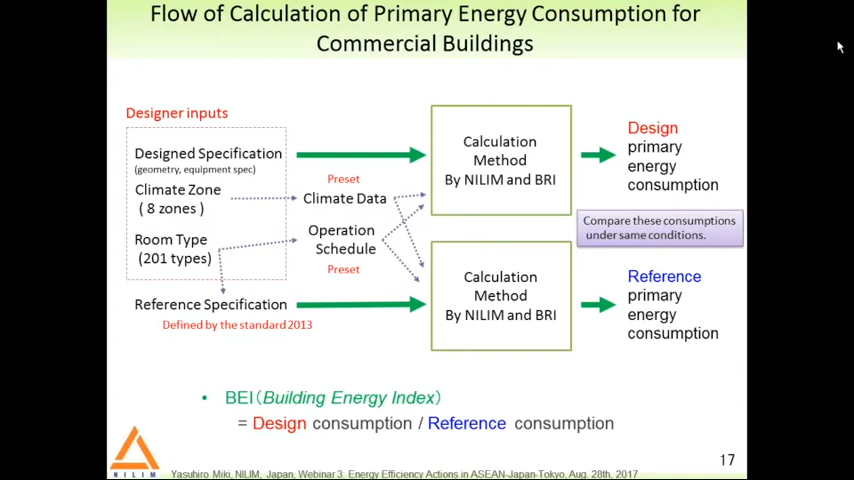 Flow of Calculation of Primary Energy Consumption for
Commercial Buildings
Designer inputs
Designed Specification
(geometry, equipment spec)
Climate Zone
( 8 zones )
Room Type
(201 types)
Reference Specification
Defined by the standard 2013
Preset
Climate Data
Operation
Schedule
Preset
Calculation
Method
By NILIM and BRI
Calculation
Method
By NILIM and BRI
Design
primary
energy
consumption
Compare these consumptions
under same conditions.
Reference
primary
energy
consumption
• BEI(Building Energy Index)
= Design consumption / Reference consumption
NILIM
Yasuhiro Miki, NILIM, Japan, Webinar 3: Energy Efficiency Actions in ASEAN-Japan-Tokyo, Aug. 28th, 2017
17